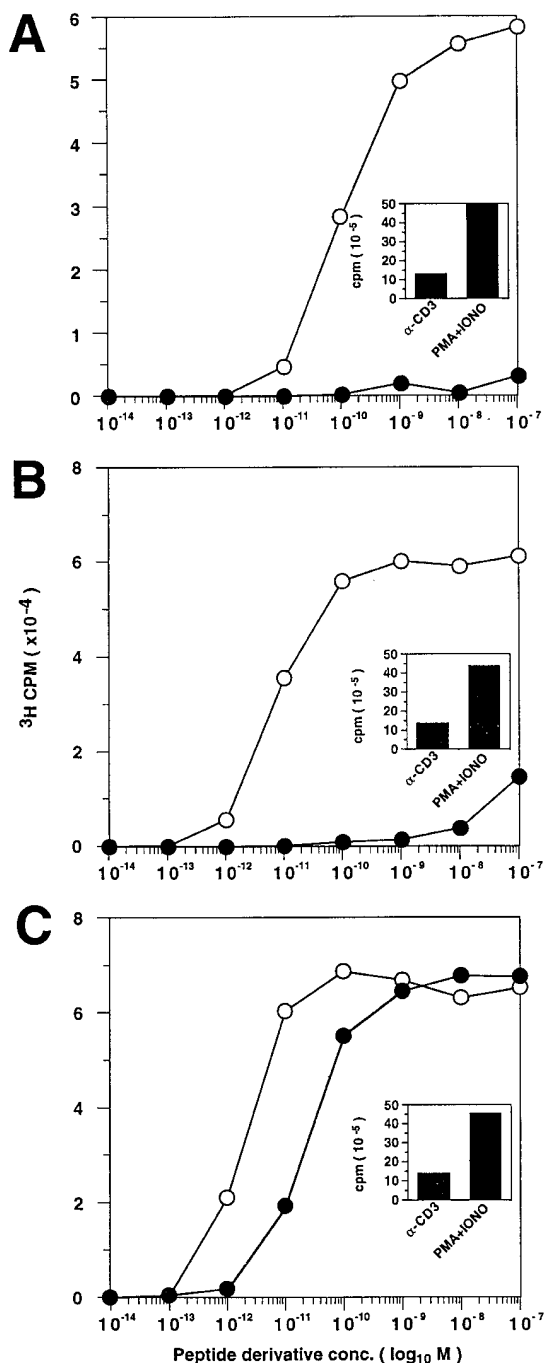 A
6
5
4
3
2
1
0
10-14 10-13 10-12 10-11 10-10 10-9 10-8 10-7
cpm ( 10-5)
50
40
30
20
10
0
α-CD3
PMA+IONO
B
8
6
4
2
0
3H CPM ( x10-4)
10-14 10-13 10-12 10-11 10-10 10-9 10-8 10-7
cpm ( 10-5)
50
40
30
20
10
0
α-CD3
PMA+IONO
C
8
6
4
2
0
10-14 10-13 10-12 10-11 10-10 10-9 10-8 10-7
cpm ( 10-5)
50
40
30
20
10
0
α-CD3
PMA+IONO
Peptide derivative conc. ( log10 M )